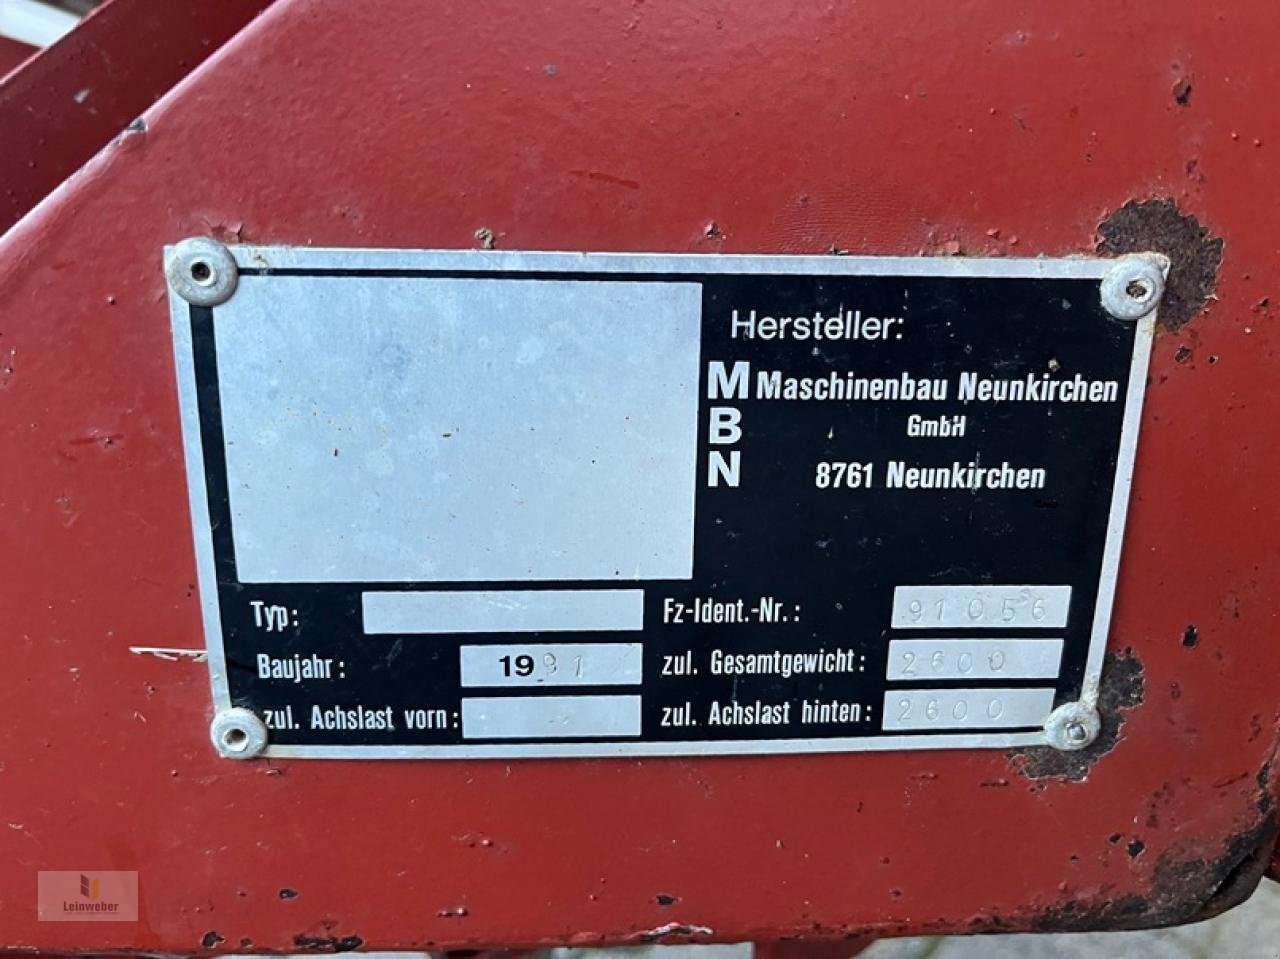 Hersteller:
M Maschinenbau Neunkirchen
B GmbH
N 8761 Neunkirchen
Typ:
Fz-Ident.-Nr.: 91056
Baujahr: 1991
zul. Gesamtgewicht: 2600
zul. Achslast vorn:
zul. Achslast hinten: 2600
Leinweber